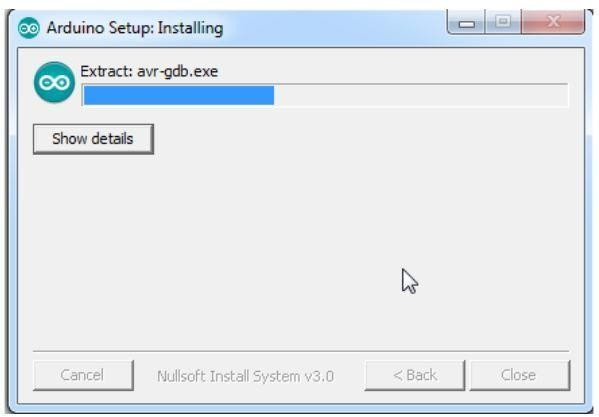 Arduino Setup: Installing
Extract: avr-gdb.exe
Show details
Cancel
Nullsoft Install System v3.0
< Back
Close